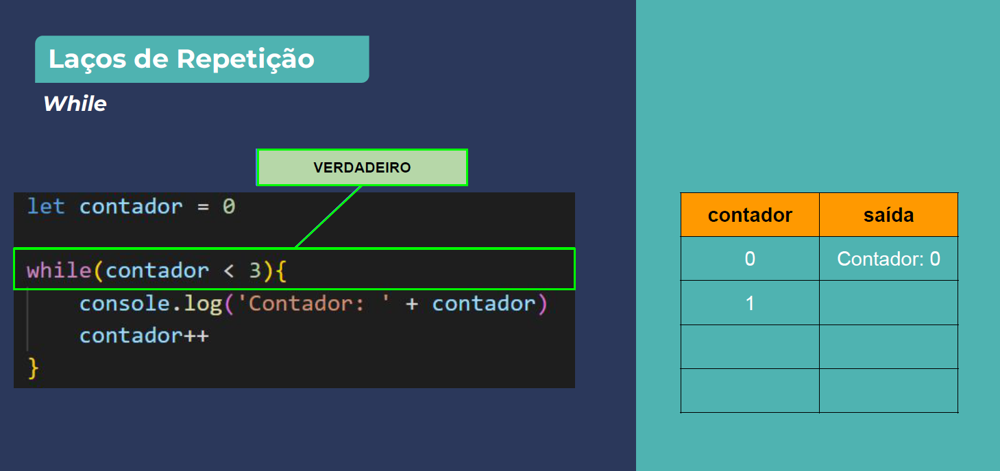 Laços de Repetição
While
VERDADEIRO
let contador = 0
while(contador < 3){
console.log('Contador: ' + contador)
contador++
}
contador saída
0 Contador: 0
1